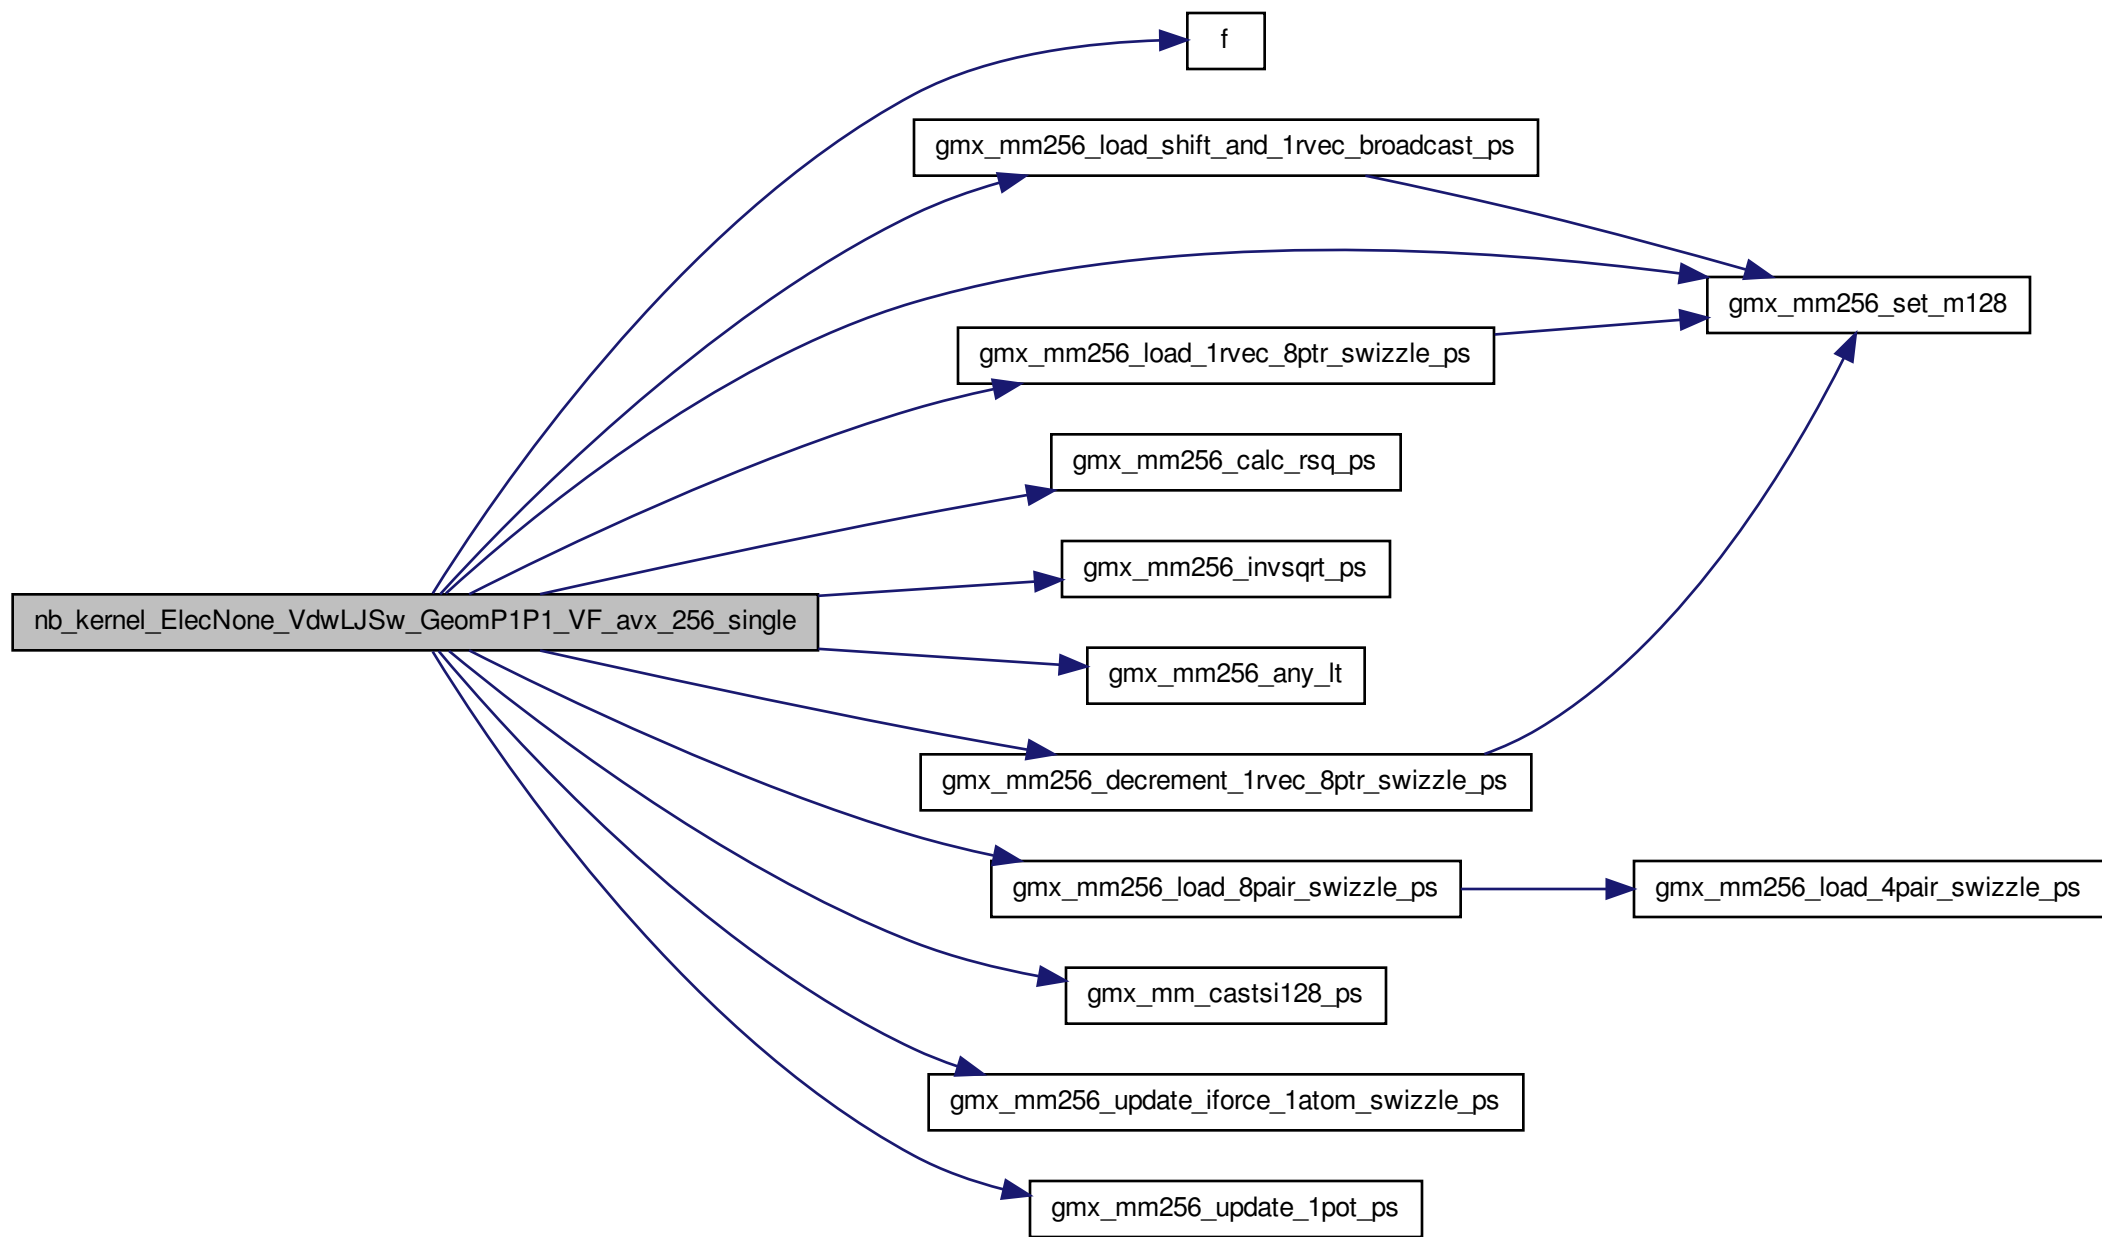 f
gmx_mm256_load_shift_and_1rvec_broadcast_ps
gmx_mm256_set_m128
gmx_mm256_load_1rvec_8ptr_swizzle_ps
gmx_mm256_calc_rsq_ps
gmx_mm256_invsqrt_ps
nb_kernel_ElecNone_VdwLJSw_GeomP1P1_VF_avx_256_single
gmx_mm256_any_lt
gmx_mm256_decrement_1rvec_8ptr_swizzle_ps
gmx_mm256_load_8pair_swizzle_ps
gmx_mm256_load_4pair_swizzle_ps
gmx_mm_castsi128_ps
gmx_mm256_update_iforce_1atom_swizzle_ps
gmx_mm256_update_1pot_ps